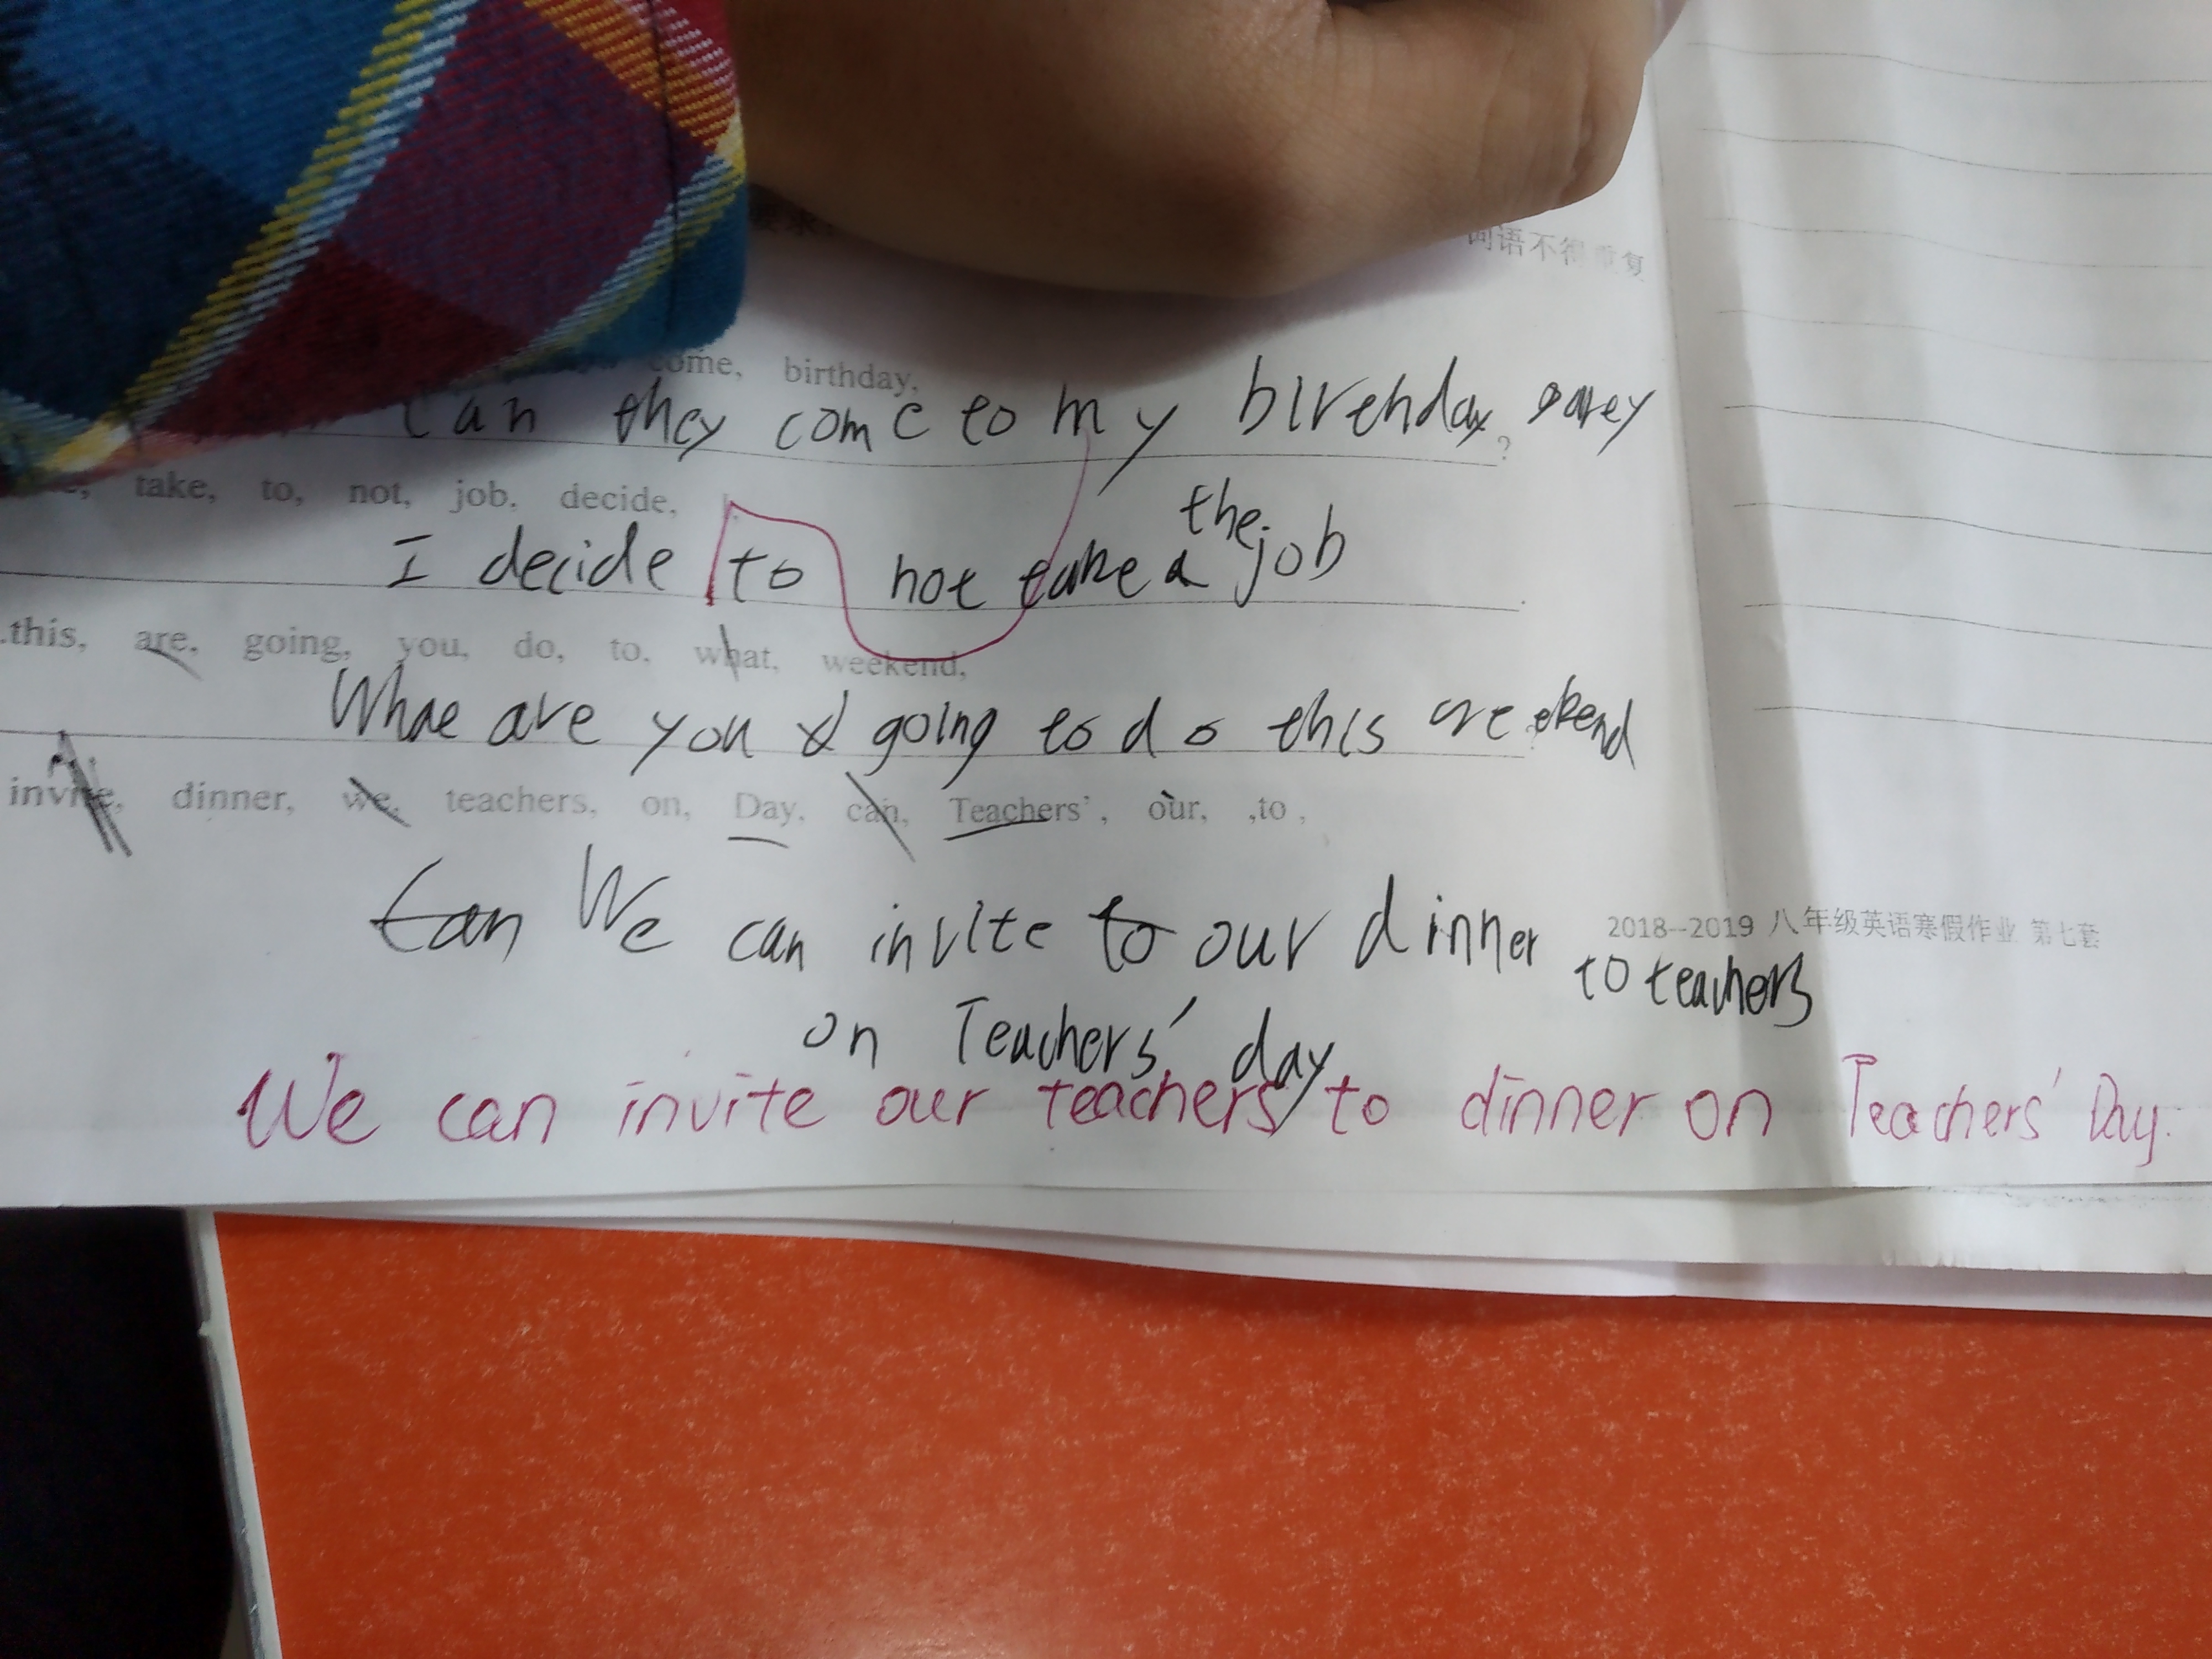 词语不得重复
come, birthday,
Can they come to my birthday party
?
take, to, not, job, decide, I.
the
I decide to not take a job
.this, are, going, you, do, to, what, weekend,
What are you going to do this weekend
invite, dinner, we, teachers, on, Day, can, Teachers', our, ,to ,
Can We can invite to our dinner to teachers
2018--2019 八年级英语寒假作业 第七套
on Teachers' day
We can invite our teachers to dinner on Teachers' Day.